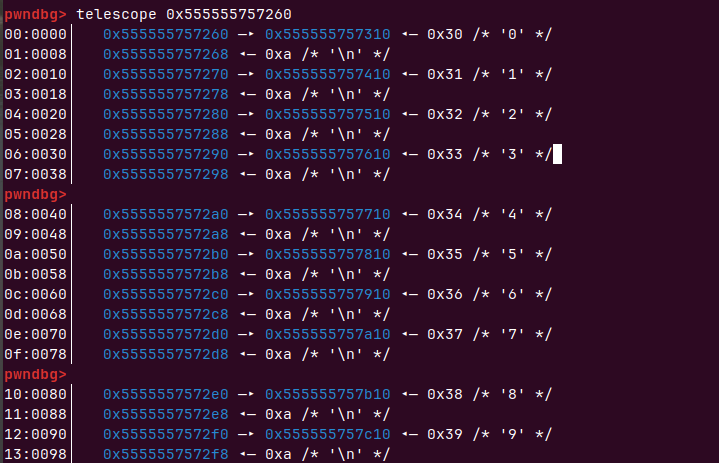 pwndbg> telescope 0x555555757260
00:0000│   0x555555757260 —▸ 0x555555757310 ◂— 0x30 /* '0' */
01:0008│   0x555555757268 ◂— 0xa /* '\n' */
02:0010│   0x555555757270 —▸ 0x555555757410 ◂— 0x31 /* '1' */
03:0018│   0x555555757278 ◂— 0xa /* '\n' */
04:0020│   0x555555757280 —▸ 0x555555757510 ◂— 0x32 /* '2' */
05:0028│   0x555555757288 ◂— 0xa /* '\n' */
06:0030│   0x555555757290 —▸ 0x555555757610 ◂— 0x33 /* '3' */
07:0038│   0x555555757298 ◂— 0xa /* '\n' */
pwndbg>
08:0040│   0x5555557572a0 —▸ 0x555555757710 ◂— 0x34 /* '4' */
09:0048│   0x5555557572a8 ◂— 0xa /* '\n' */
0a:0050│   0x5555557572b0 —▸ 0x555555757810 ◂— 0x35 /* '5' */
0b:0058│   0x5555557572b8 ◂— 0xa /* '\n' */
0c:0060│   0x5555557572c0 —▸ 0x555555757910 ◂— 0x36 /* '6' */
0d:0068│   0x5555557572c8 ◂— 0xa /* '\n' */
0e:0070│   0x5555557572d0 —▸ 0x555555757a10 ◂— 0x37 /* '7' */
0f:0078│   0x5555557572d8 ◂— 0xa /* '\n' */
pwndbg>
10:0080│   0x5555557572e0 —▸ 0x555555757b10 ◂— 0x38 /* '8' */
11:0088│   0x5555557572e8 ◂— 0xa /* '\n' */
12:0090│   0x5555557572f0 —▸ 0x555555757c10 ◂— 0x39 /* '9' */
13:0098│   0x5555557572f8 ◂— 0xa /* '\n' */